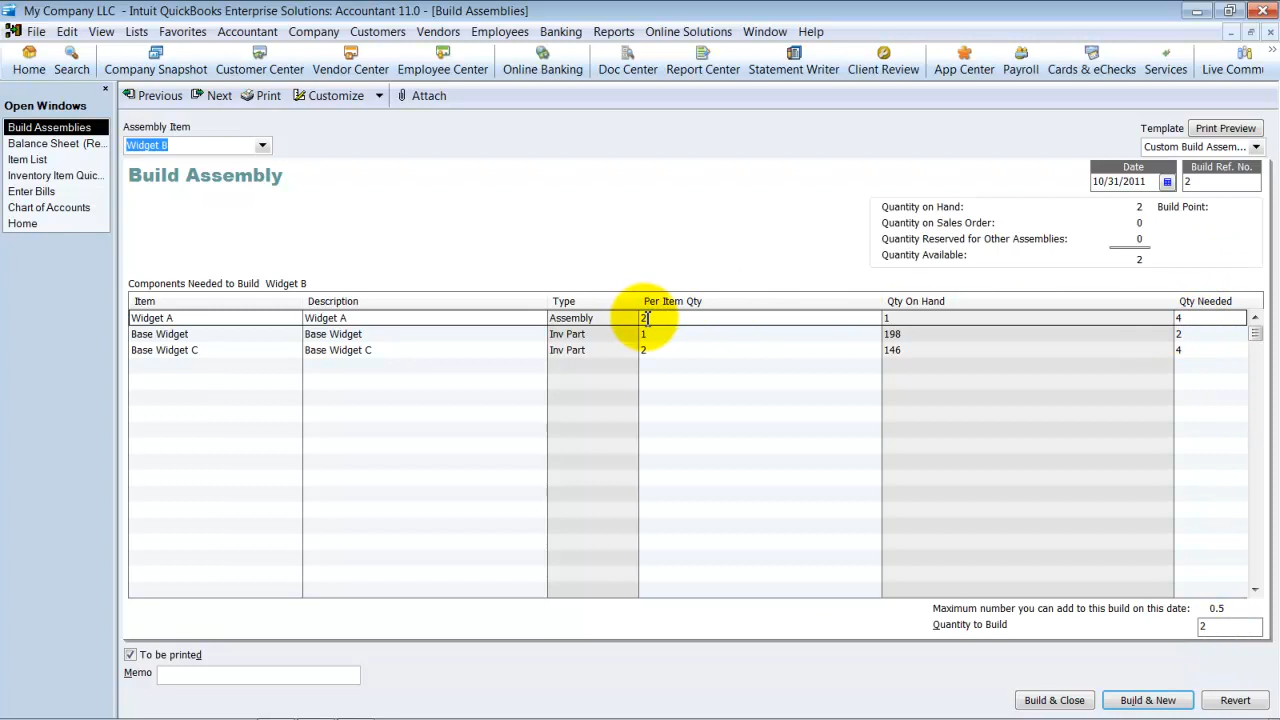 My Company LLC - Intuit QuickBooks Enterprise Solutions: Accountant 11.0 - [Build Assemblies]
File Edit View Lists Favorites Accountant Company Customers Vendors Employees Banking Reports Online Solutions Window Help
Home Search Company Snapshot Customer Center Vendor Center Employee Center Online Banking Doc Center Report Center Statement Writer Client Review App Center Payroll Cards & eChecks Services Live Commu
Open Windows
Build Assemblies
Balance Sheet (Re...
Item List
Inventory Item Quic...
Enter Bills
Chart of Accounts
Home
Previous Next Print Customize Attach
Assembly Item
Widget B
Template Print Preview
Custom Build Assem...
Build Assembly
Date Build Ref. No.
10/31/2011 2
Quantity on Hand: 2 Build Point:
Quantity on Sales Order: 0
Quantity Reserved for Other Assemblies: 0
Quantity Available: 2
Components Needed to Build Widget B
Item Description Type Per Item Qty Qty On Hand Qty Needed
Widget A Widget A Assembly 2 1 4
Base Widget Base Widget Inv Part 1 198 2
Base Widget C Base Widget C Inv Part 2 146 4
Maximum number you can add to this build on this date: 0.5
Quantity to Build 2
To be printed
Memo
Build & Close Build & New Revert